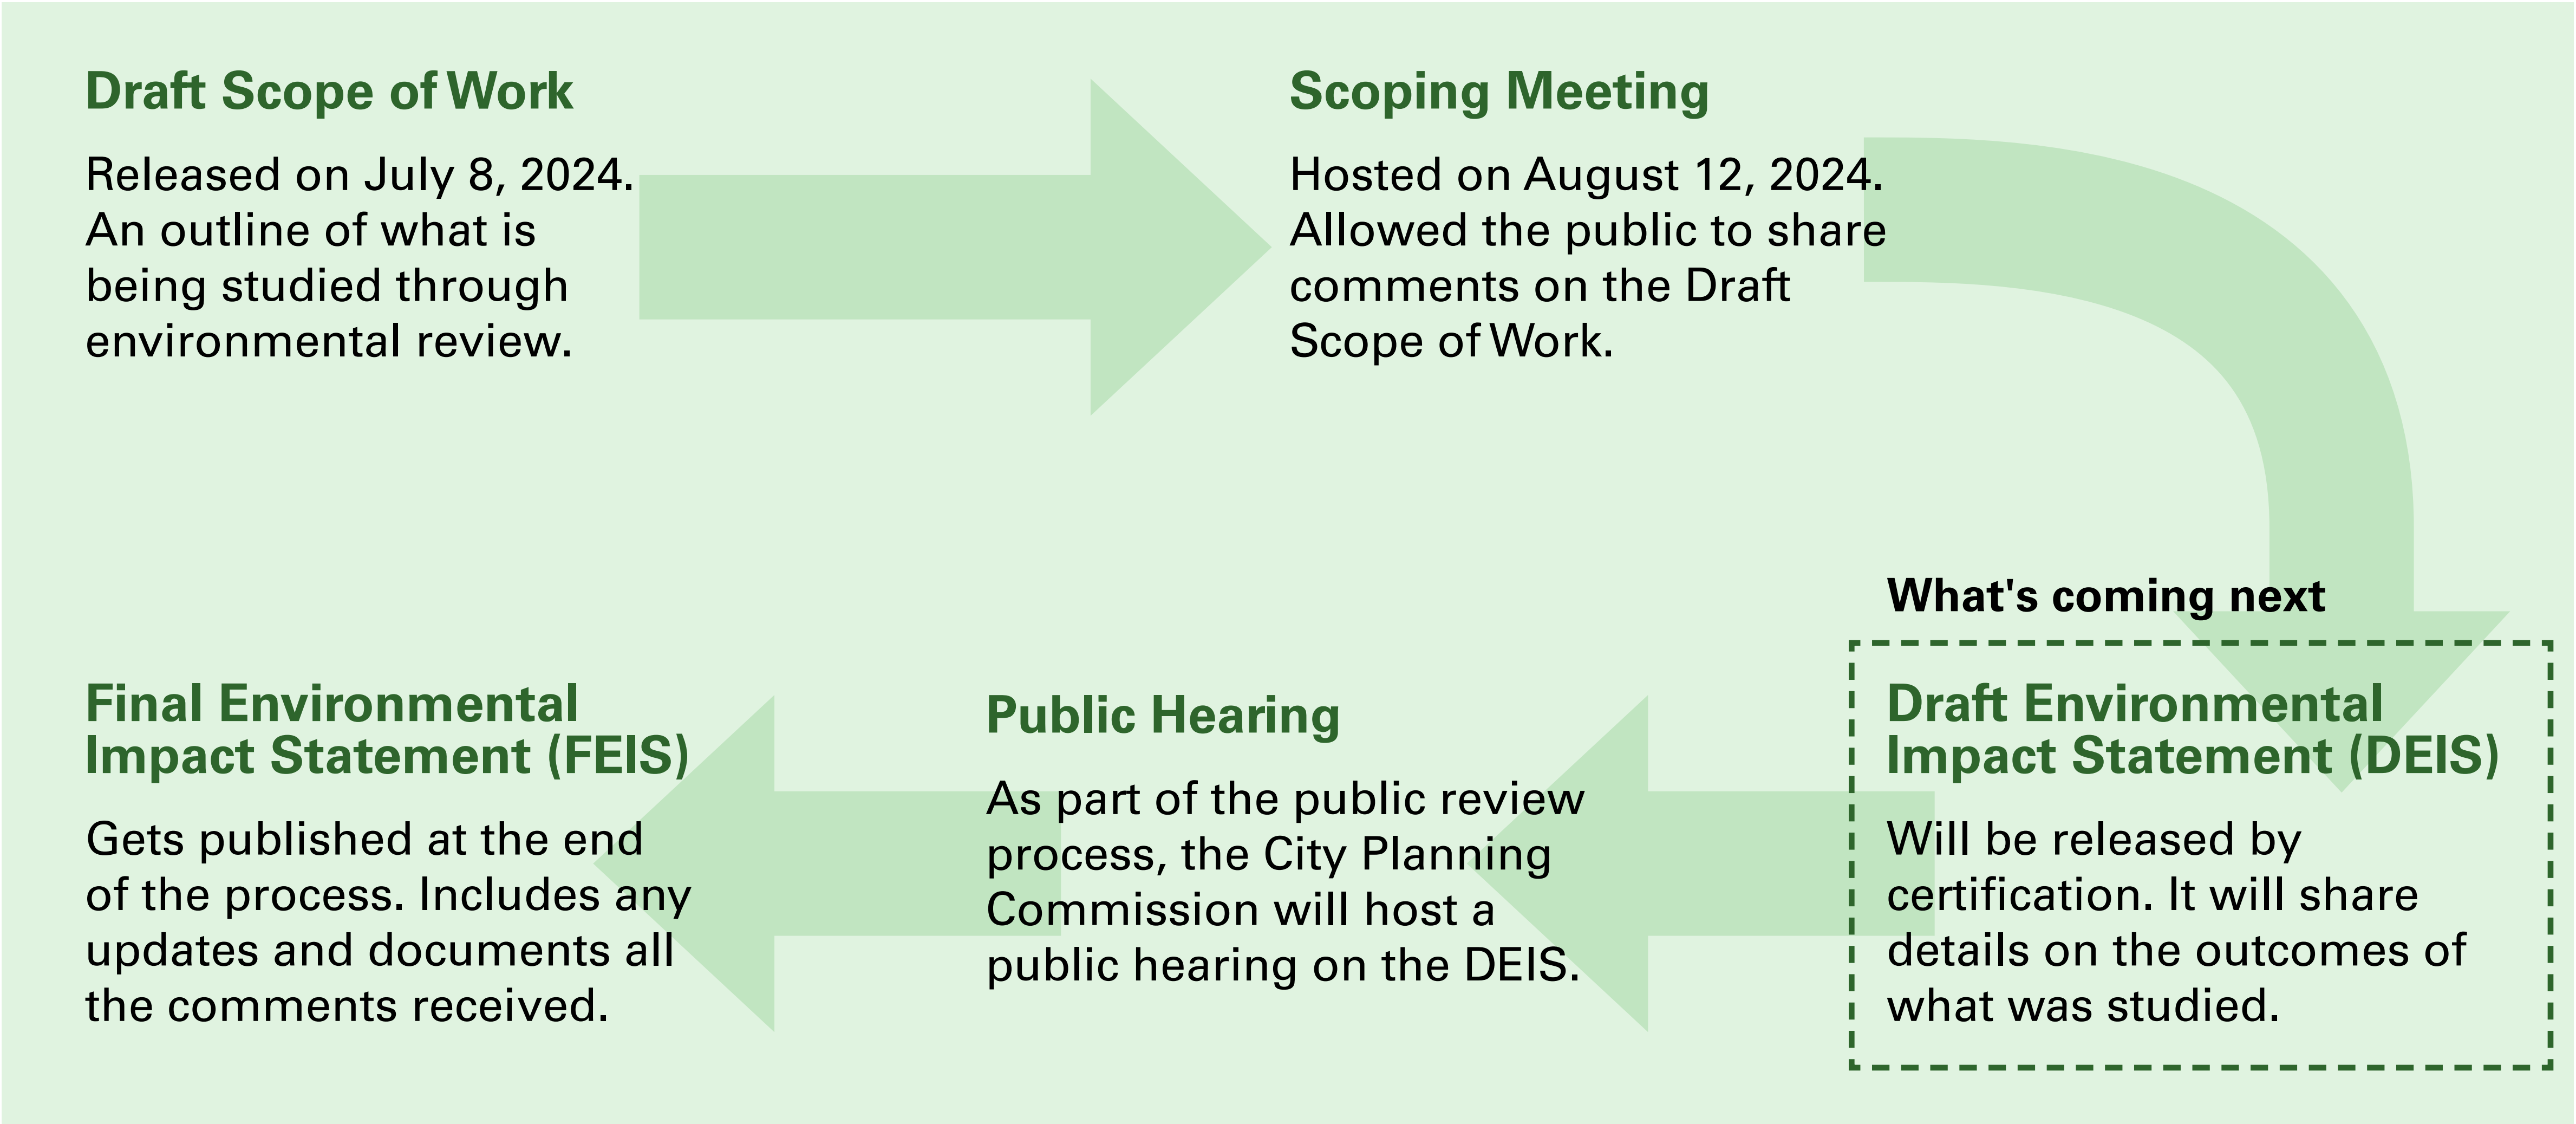 Draft Scope of Work
Released on July 8, 2024.
An outline of what is
being studied through
environmental review.
Scoping Meeting
Hosted on August 12, 2024.
Allowed the public to share
comments on the Draft
Scope of Work.
What's coming next
Draft Environmental
Impact Statement (DEIS)
Will be released by
certification. It will share
details on the outcomes of
what was studied.
Public Hearing
As part of the public review
process, the City Planning
Commission will host a
public hearing on the DEIS.
Final Environmental
Impact Statement (FEIS)
Gets published at the end
of the process. Includes any
updates and documents all
the comments received.